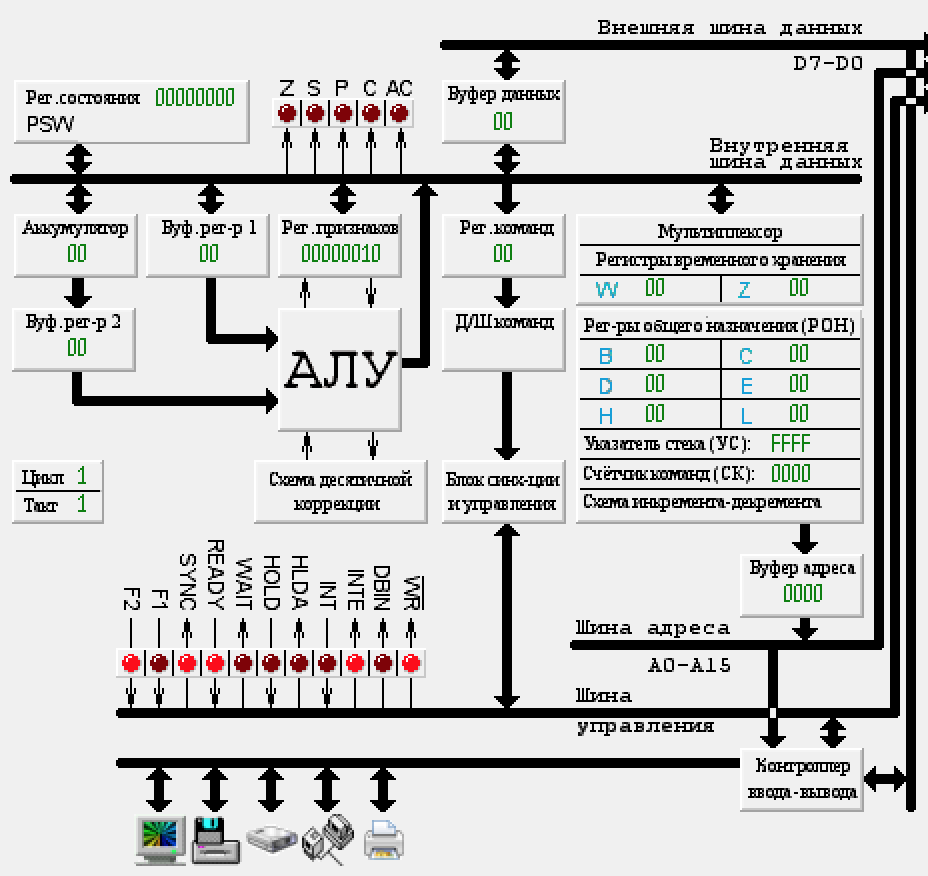 Внешняя шина данных
D7-D0
Рег.состояния 00000000
PSW
Z S P C AC
Буфер данных
00
Внутренняя
шина данных
Аккумулятор
00
Буф.рег-р 1
00
Рег.признаков
00000010
Рег.команд
00
Мультиплексор
Регистры временного хранения
W 00 Z 00
Буф.рег-р 2
00
АЛУ
Д/Ш команд
Рег-ры общего назначения (РОН)
B 00 C 00
D 00 E 00
H 00 L 00
Указатель стека (УС): FFFF
Счётчик команд (СК): 0000
Схема инкремента-декремента
Цикл 1
Такт 1
Схема десятичной
коррекции
Блок синх-ции
и управления
Буфер адреса
0000
F2 F1 SYNC READY WAIT HOLD HLDA INT INTE DBIN WR
Шина адреса
A0-A15
Шина
управления
Контроллер
ввода-вывода